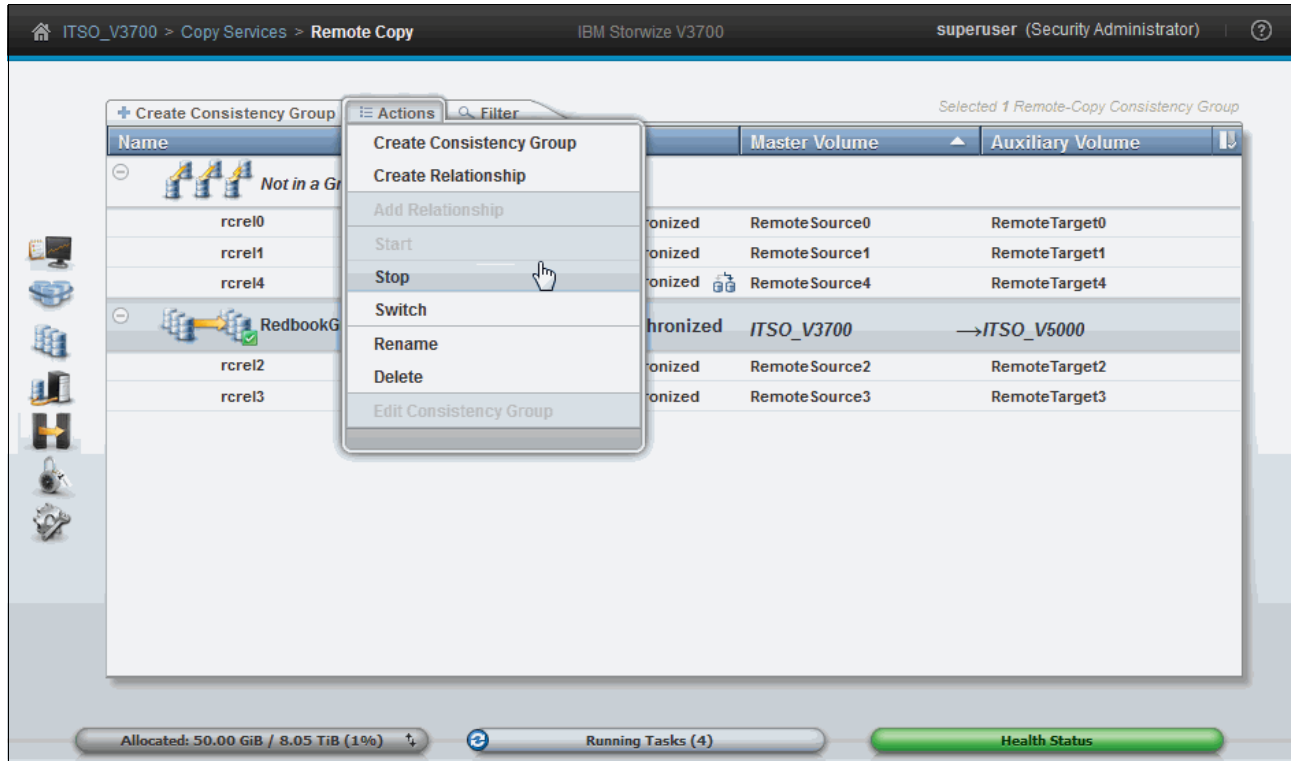 ITSO_V3700 > Copy Services > Remote Copy IBM Storwize V3700 superuser (Security Administrator) ?
Create Consistency Group Actions Filter Selected 1 Remote-Copy Consistency Group
Name Master Volume Auxiliary Volume
Not in a Gr
rcrel0 ronized RemoteSource0 RemoteTarget0
rcrel1 ronized RemoteSource1 RemoteTarget1
rcrel4 ronized RemoteSource4 RemoteTarget4
RedbookG hronized ITSO_V3700 →ITSO_V5000
rcrel2 ronized RemoteSource2 RemoteTarget2
rcrel3 ronized RemoteSource3 RemoteTarget3
Create Consistency Group
Create Relationship
Add Relationship
Start
Stop
Switch
Rename
Delete
Edit Consistency Group
Allocated: 50.00 GiB / 8.05 TiB (1%) Running Tasks (4) Health Status